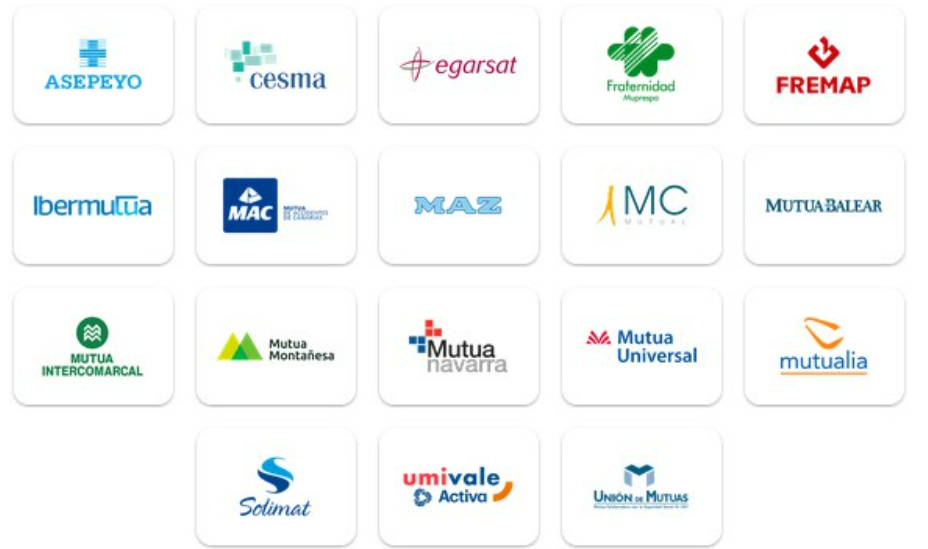 ASEPEYO
cesma
egarsat
Fraternidad
Muprespa
FREMAP
Ibermutua
MAC
MUTUA
DE ACCIDENTES
DE CANARIAS
MAZ
MC
MUTUAL
MUTUA BALEAR
MUTUA
INTERCOMARCAL
Mutua
Montañesa
Mutua
navarra
Mutua
Universal
mutualia
Solimat
umivale
Activa
UNIÓN DE MUTUAS